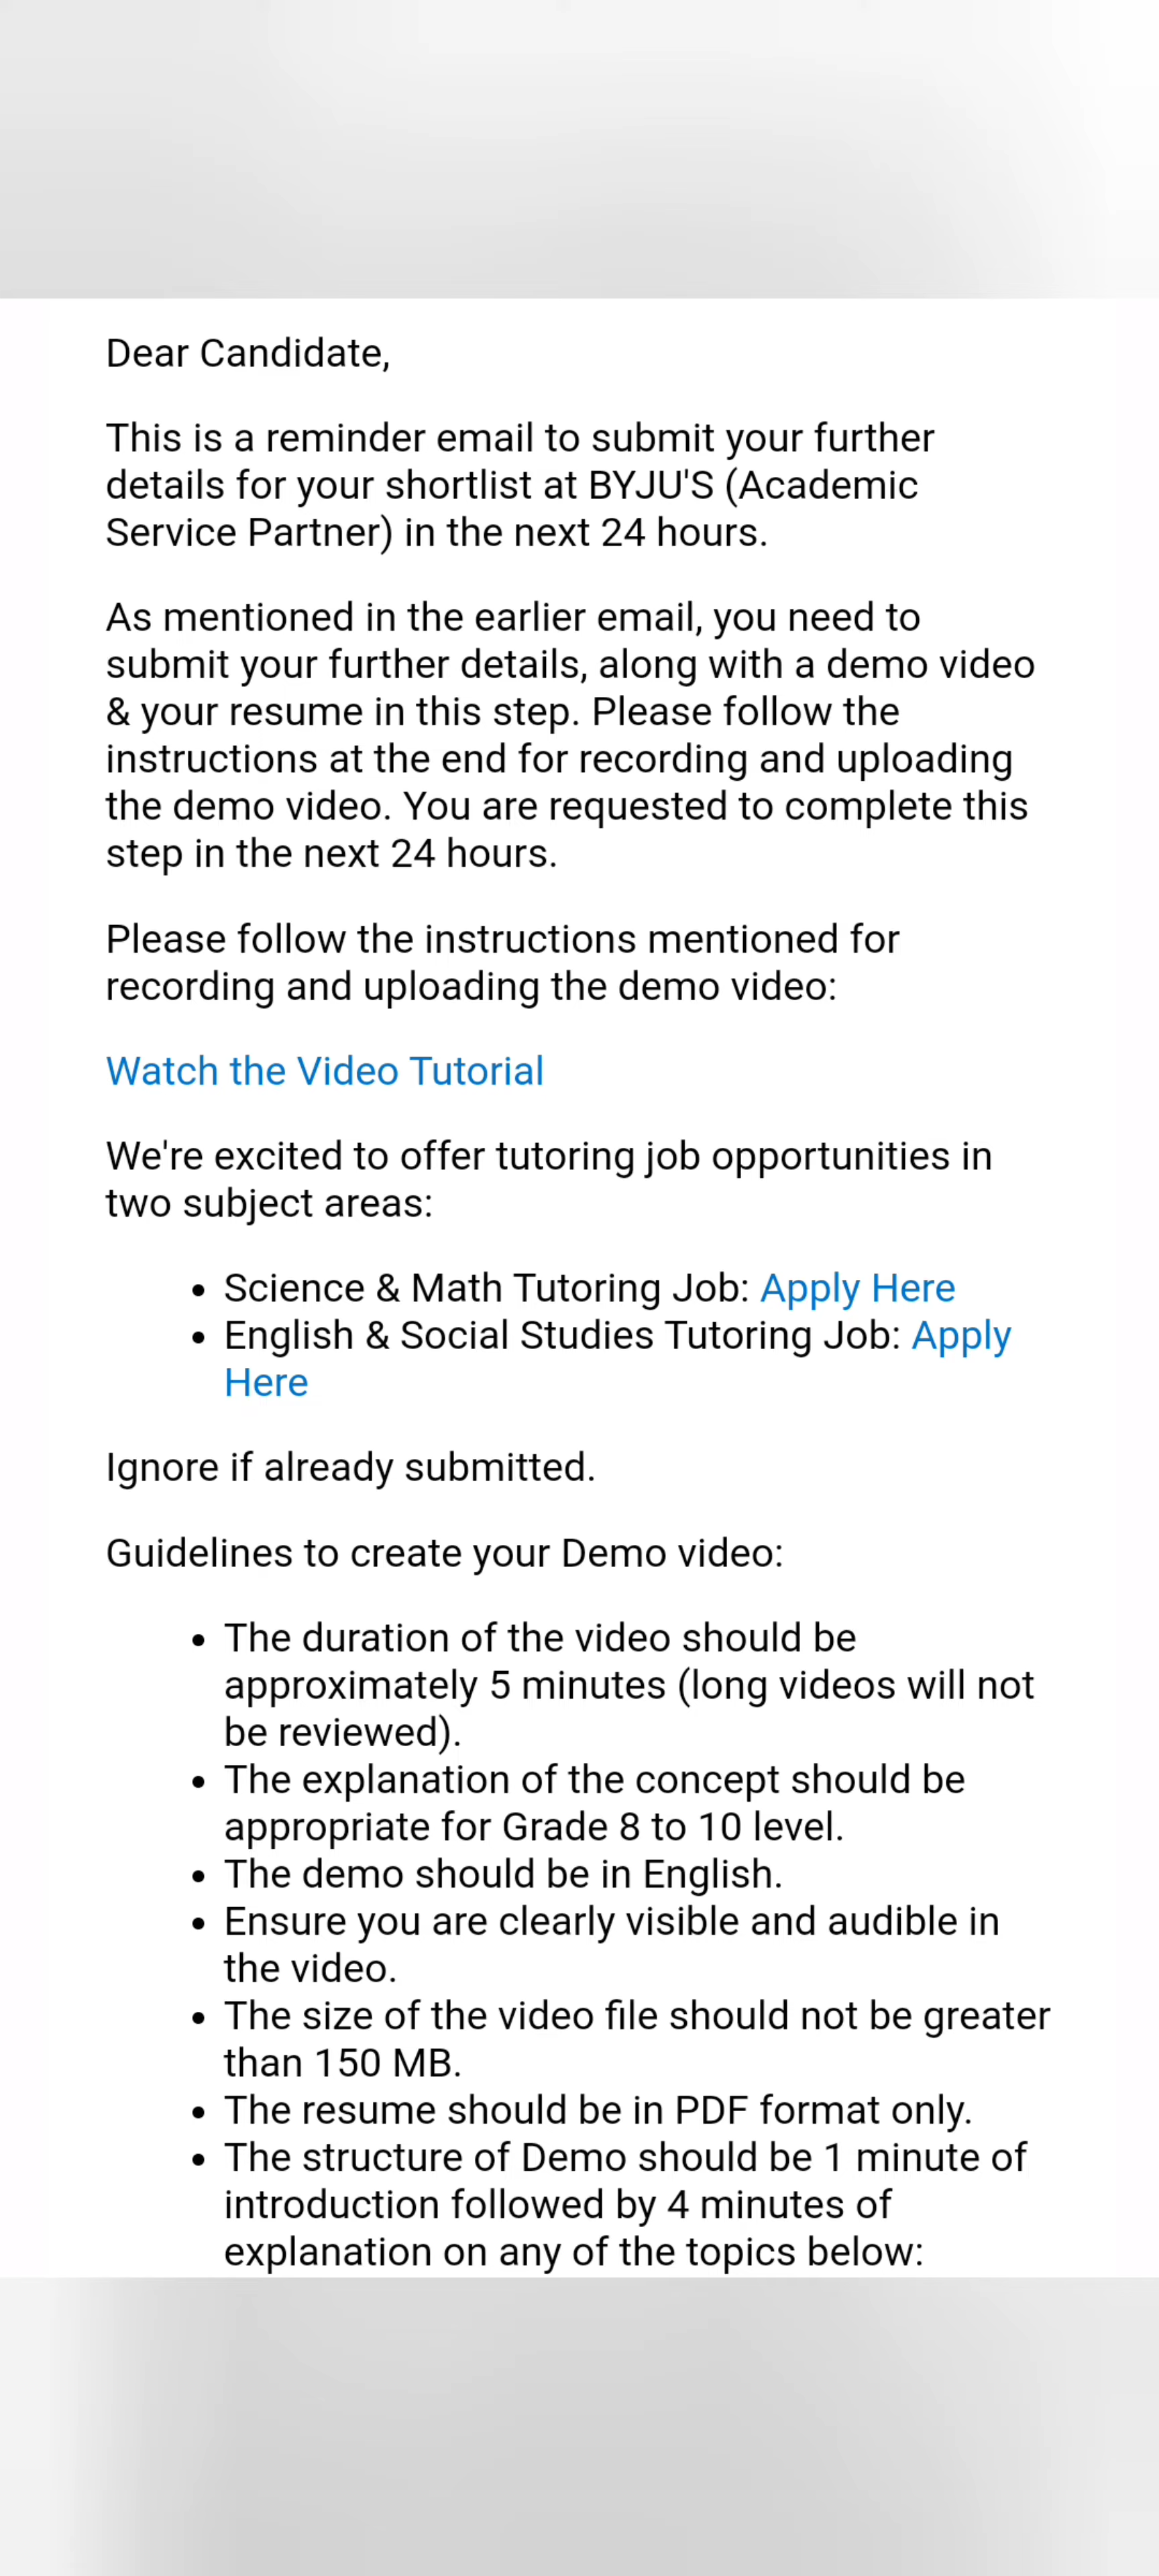 Dear Candidate,
This is a reminder email to submit your further
details for your shortlist at BYJU'S (Academic
Service Partner) in the next 24 hours.
As mentioned in the earlier email, you need to
submit your further details, along with a demo video
& your resume in this step. Please follow the
instructions at the end for recording and uploading
the demo video. You are requested to complete this
step in the next 24 hours.
Please follow the instructions mentioned for
recording and uploading the demo video:
Watch the Video Tutorial
We're excited to offer tutoring job opportunities in
two subject areas:
• Science & Math Tutoring Job: Apply Here
• English & Social Studies Tutoring Job: Apply
Here
Ignore if already submitted.
Guidelines to create your Demo video:
• The duration of the video should be
approximately 5 minutes (long videos will not
be reviewed).
• The explanation of the concept should be
appropriate for Grade 8 to 10 level.
• The demo should be in English.
• Ensure you are clearly visible and audible in
the video.
• The size of the video file should not be greater
than 150 MB.
• The resume should be in PDF format only.
• The structure of Demo should be 1 minute of
introduction followed by 4 minutes of
explanation on any of the topics below: